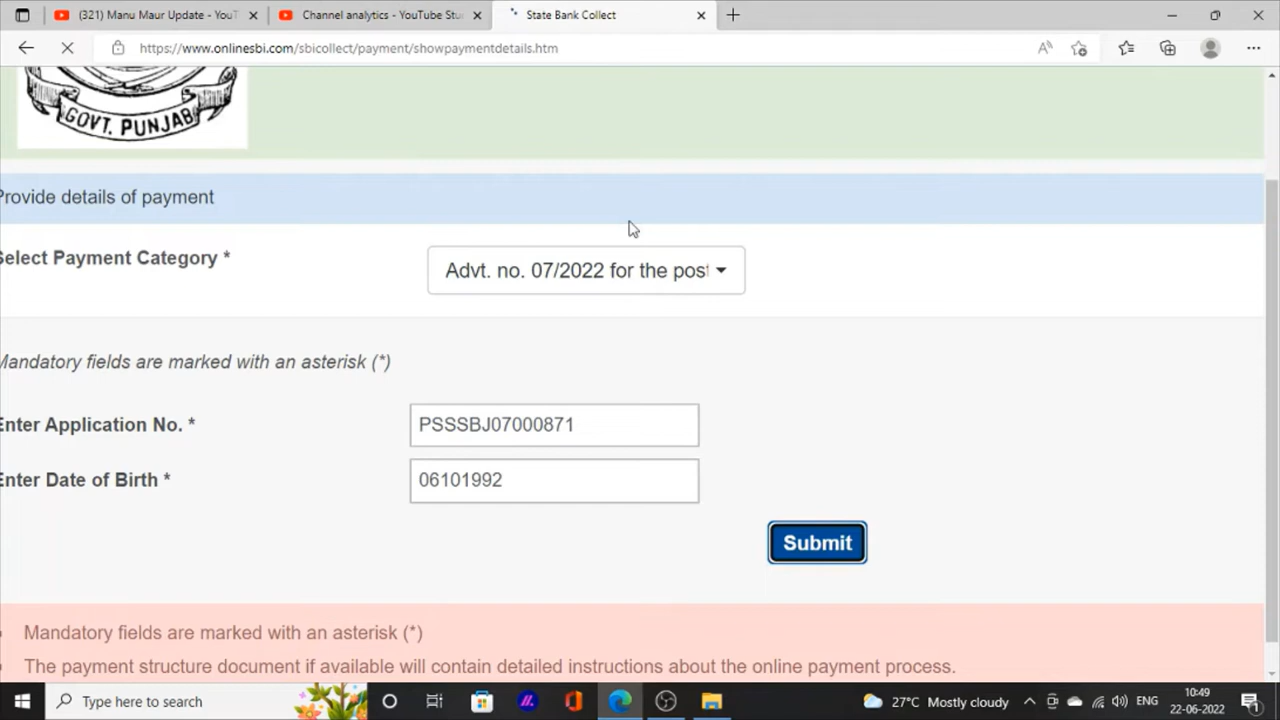 (321) Manu Maur Update - YouT
Channel analytics - YouTube Stu
State Bank Collect
https://www.onlinesbi.com/sbicollect/payment/showpaymentdetails.htm
GOVT. PUNJAB
Provide details of payment
Select Payment Category *
Advt. no. 07/2022 for the post
Mandatory fields are marked with an asterisk (*)
Enter Application No. *
PSSSBJ07000871
Enter Date of Birth *
06101992
Submit
Mandatory fields are marked with an asterisk (*)
The payment structure document if available will contain detailed instructions about the online payment process.
Type here to search
27°C Mostly cloudy
ENG
10:49
22-06-2022
1